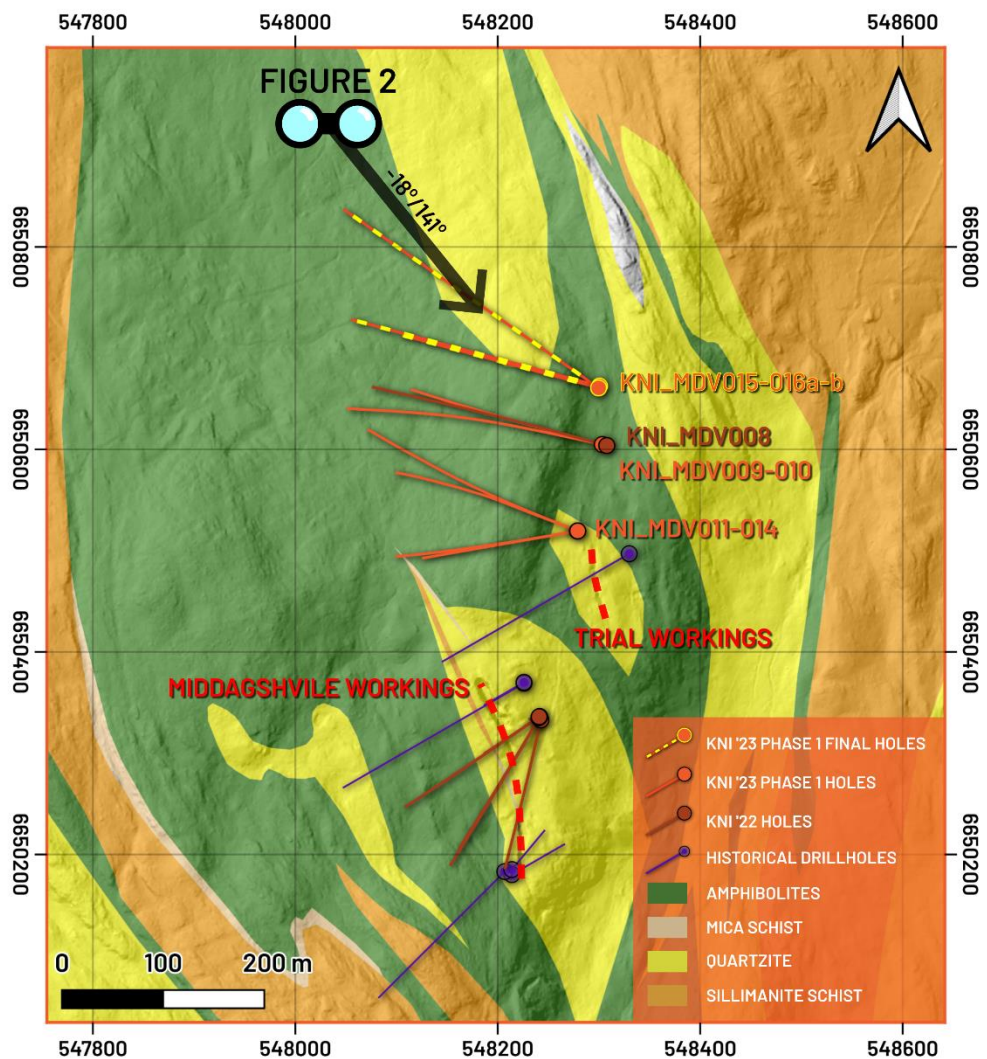 547800 548000 548200 548400 548600
FIGURE 2
-18°/141°
6650800 6650800
KNI_MDV015-016a-b
KNI_MDV008
6650600 6650600
KNI_MDV009-010
KNI_MDV011-014
TRIAL WORKINGS
6650400 6650400
MIDDAGSHVILE WORKINGS
6650200 6650200
KNI '23 PHASE 1 FINAL HOLES
KNI '23 PHASE 1 HOLES
KNI '22 HOLES
HISTORICAL DRILLHOLES
AMPHIBOLITES
MICA SCHIST
QUARTZITE
SILLIMANITE SCHIST
0 100 200 m
547800 548000 548200 548400 548600